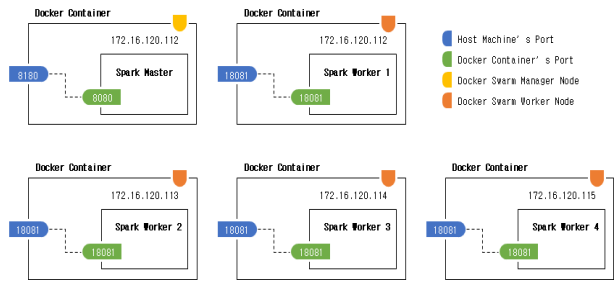 Docker Container
172.16.120.112
Spark Master
8180
8080
Docker Container
172.16.120.112
Spark Worker 1
18081
18081
Host Machine's Port
Docker Container's Port
Docker Swarm Manager Node
Docker Swarm Worker Node
Docker Container
172.16.120.113
Spark Worker 2
18081
18081
Docker Container
172.16.120.114
Spark Worker 3
18081
18081
Docker Container
172.16.120.115
Spark Worker 4
18081
18081